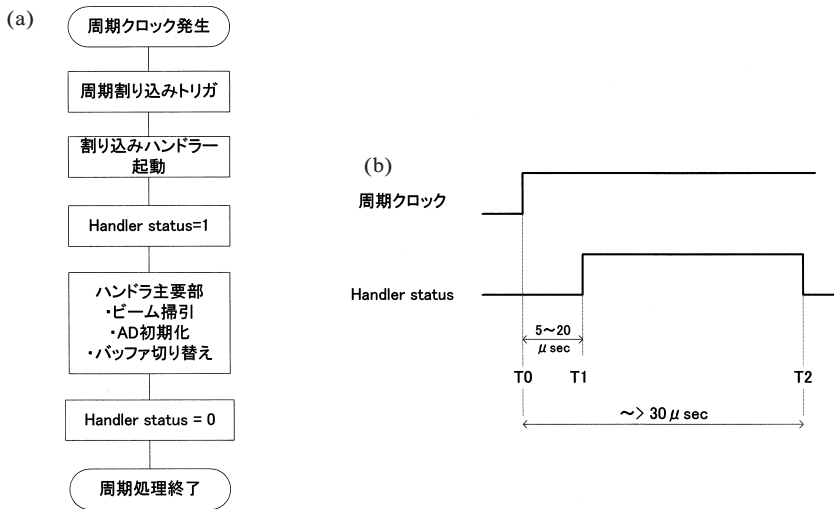 (a)
周期クロック発生
周期割り込みトリガ
割り込みハンドラー
起動
Handler status=1
ハンドラ主要部
・ビーム掃引
・AD初期化
・バッファ切り替え
Handler status = 0
周期処理終了
(b)
周期クロック
Handler status
5～20
μ sec
T0
T1
T2
～> 30 μ sec